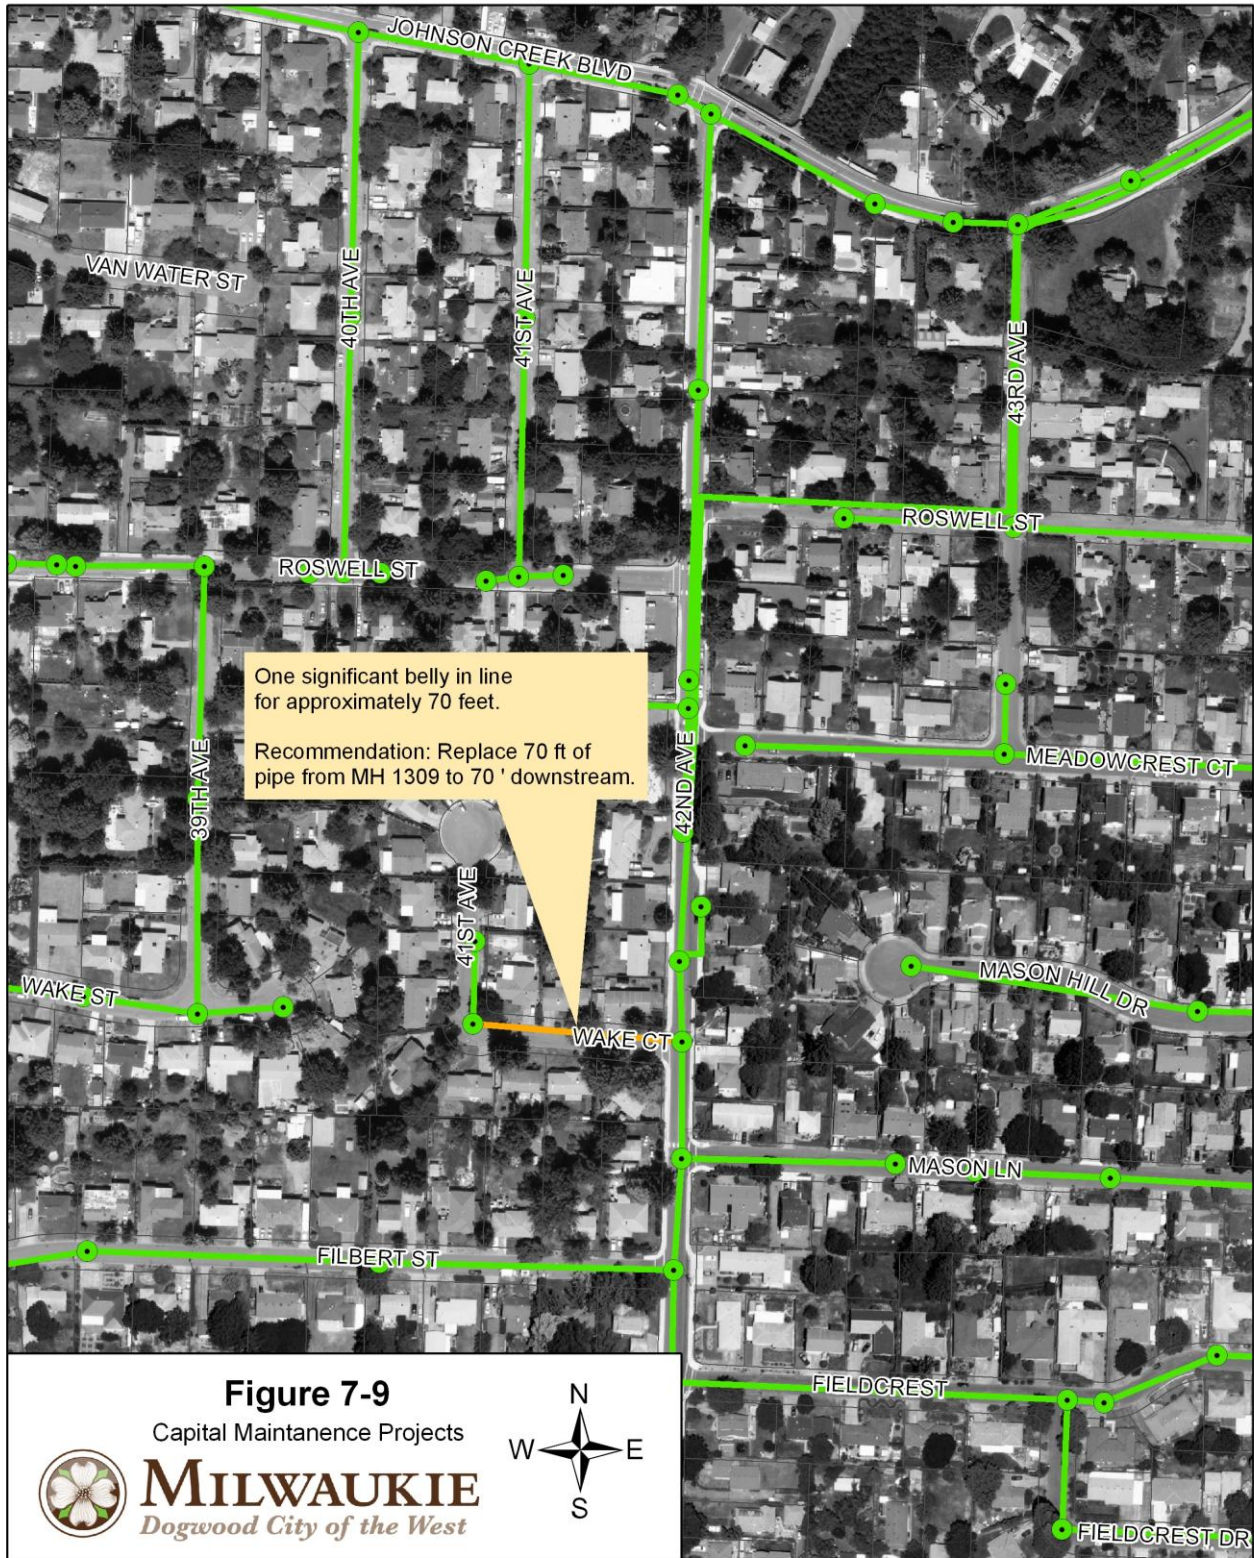 JOHNSON CREEK BLVD
VAN WATER ST
40TH AVE
41ST AVE
43RD AVE
ROSWELL ST
ROSWELL ST
One significant belly in line
for approximately 70 feet.
Recommendation: Replace 70 ft of
pipe from MH 1309 to 70 ' downstream.
39TH AVE
42ND AVE
MEADOWCREST CT
41ST AVE
WAKE ST
MASON HILL DR
WAKE CT
MASON LN
FILBERT ST
FIELDCREST
FIELDCREST DR
Figure 7-9
Capital Maintanence Projects
MILWAUKIE
Dogwood City of the West
N
W E
S